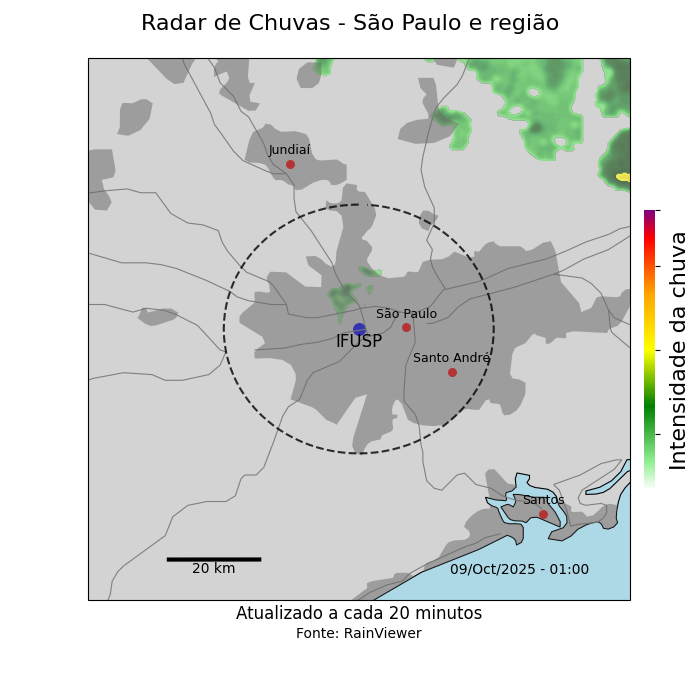 Radar de Chuvas - São Paulo e região
Jundiaí
São Paulo
IFUSP
Santo André
Intensidade da chuva
Santos
20 km
09/Oct/2025 - 01:00
Atualizado a cada 20 minutos
Fonte: RainViewer